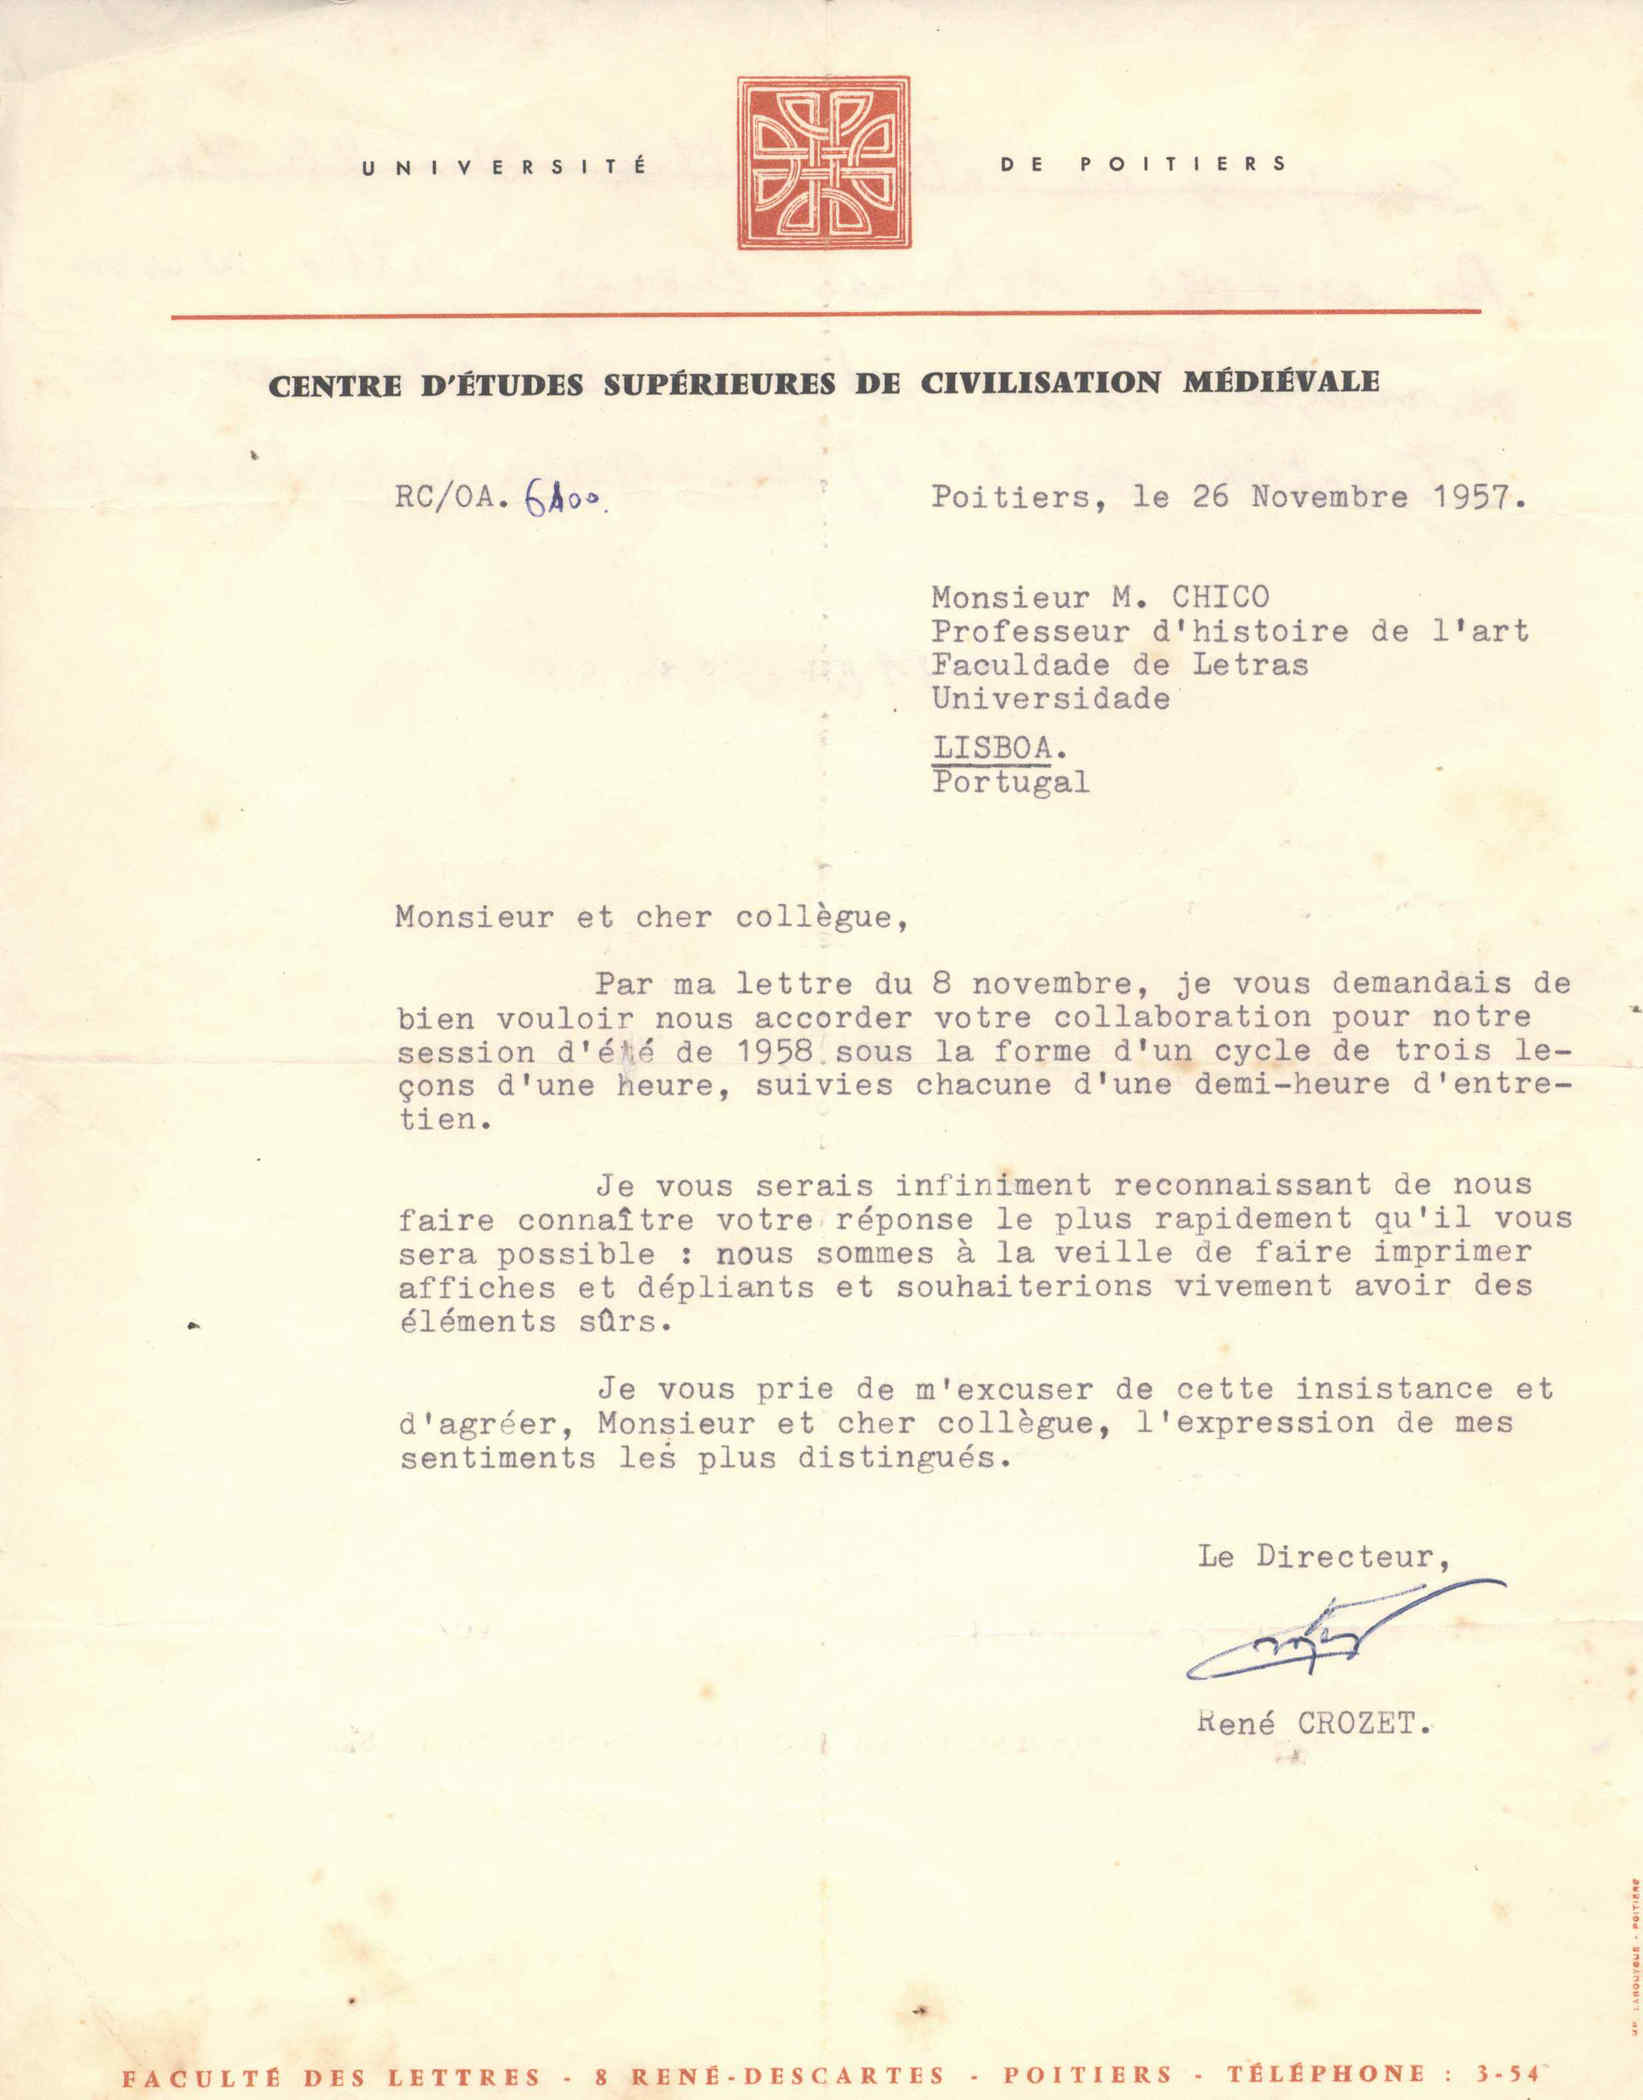 UNIVERSITÉ DE POITIERS
CENTRE D'ÉTUDES SUPÉRIEURES DE CIVILISATION MÉDIÉVALE
RC/OA.
Poitiers, le 26 Novembre 1957.
Monsieur M. CHICO
Professeur d'histoire de l'art
Faculdade de Letras
Universidade
LISBOA.
Portugal
Monsieur et cher collègue,
Par ma lettre du 8 novembre, je vous demandais de
bien vouloir nous accorder votre collaboration pour notre
session d'été de 1958 sous la forme d'un cycle de trois le-
çons d'une heure, suivies chacune d'une demi-heure d'entre-
tien.
Je vous serais infiniment reconnaissant de nous
faire connaître votre réponse le plus rapidement qu'il vous
sera possible : nous sommes à la veille de faire imprimer
affiches et dépliants et souhaiterions vivement avoir des
éléments sûrs.
Je vous prie de m'excuser de cette insistance et
d'agréer, Monsieur et cher collègue, l'expression de mes
sentiments les plus distingués.
Le Directeur,
René CROZET.
FACULTÉ DES LETTRES - 8 RENÉ-DESCARTES - POITIERS - TÉLÉPHONE : 3-54